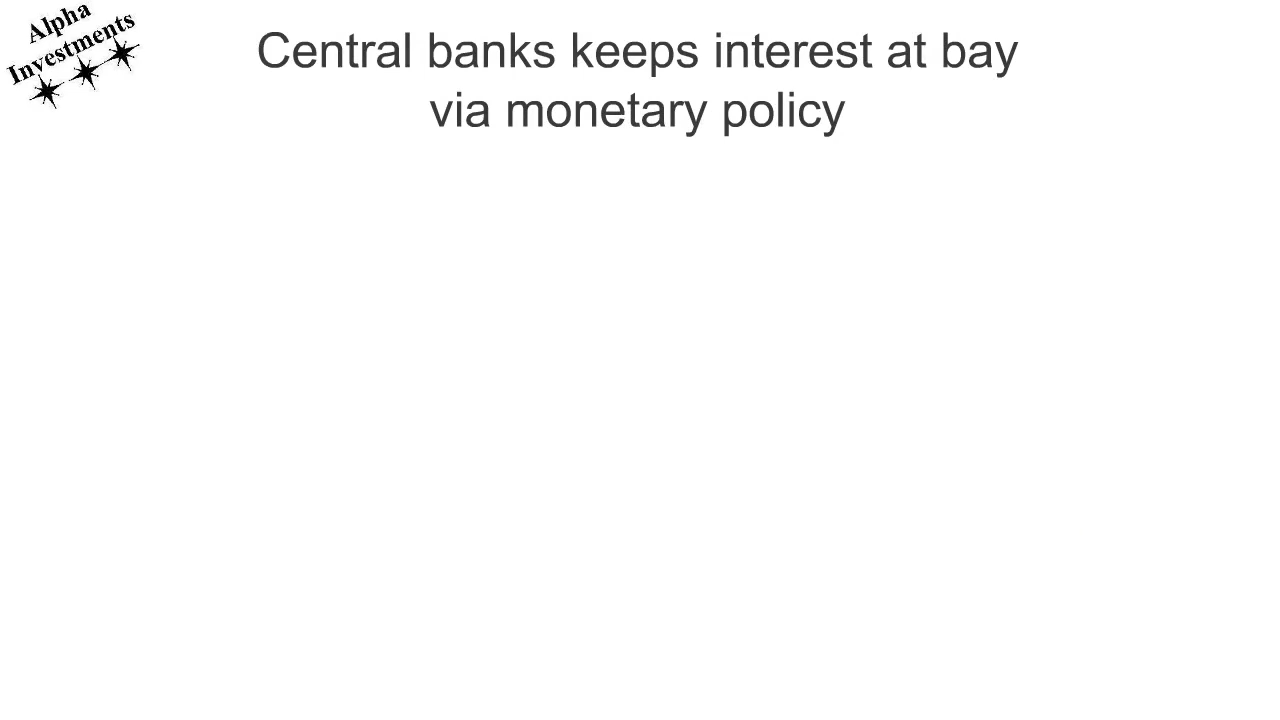 Alpha
Investments
Central banks keeps interest at bay
via monetary policy